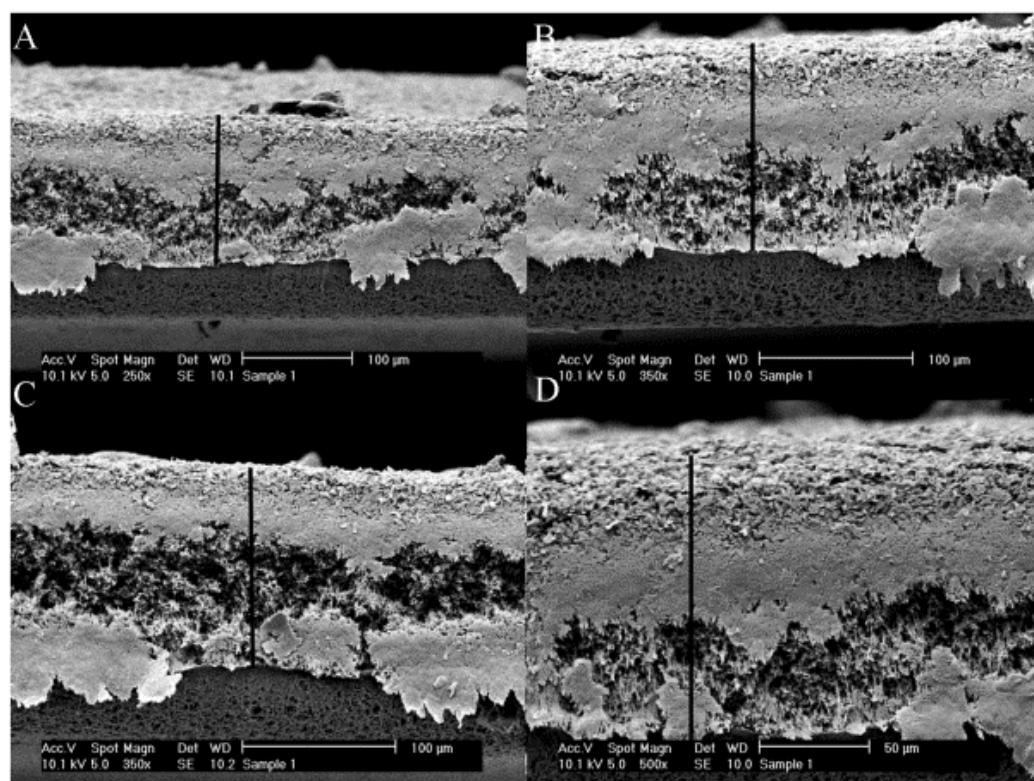 A
B
Acc.V Spot Magn Det WD 100 µm
10.1 kV 5.0 250x SE 10.1 Sample 1
Acc.V Spot Magn Det WD 100 µm
10.1 kV 5.0 350x SE 10.0 Sample 1
C
D
Acc.V Spot Magn Det WD 100 µm
10.1 kV 5.0 350x SE 10.2 Sample 1
Acc.V Spot Magn Det WD 50 µm
10.1 kV 5.0 500x SE 10.0 Sample 1